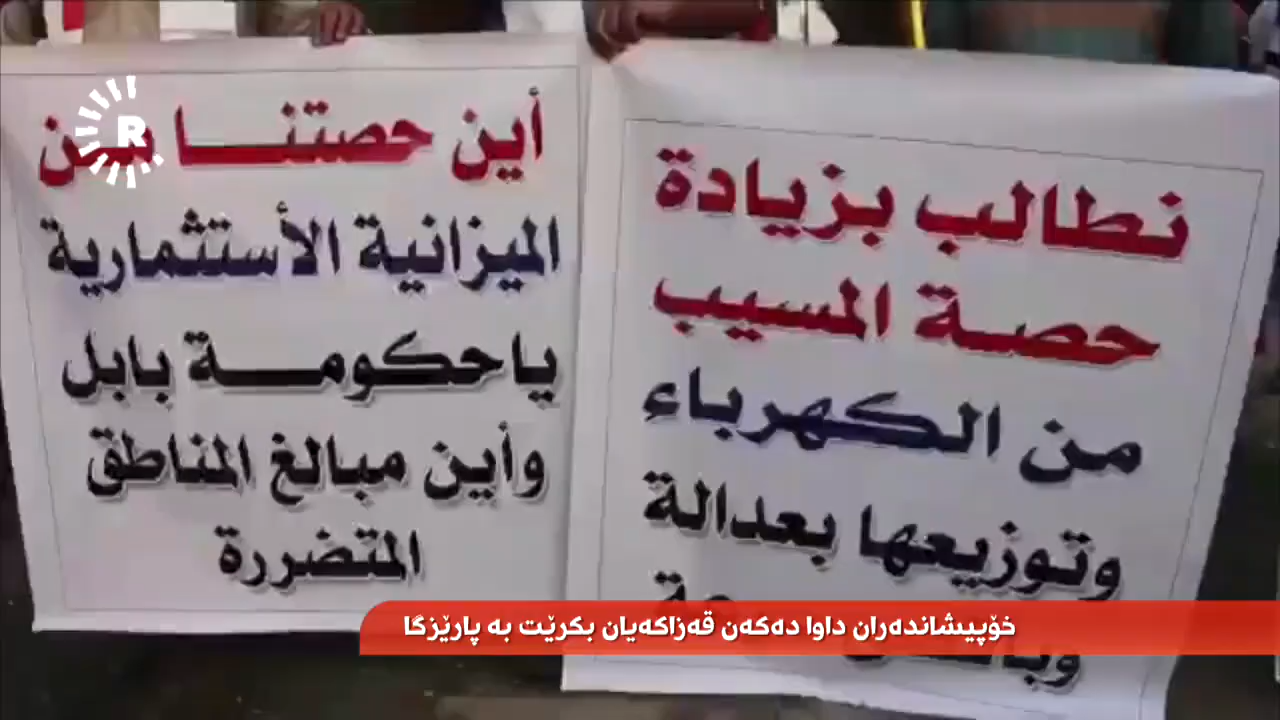 نطالب بزيادة
حصة المسيب
من الكهرباء
وتوزيعها بعدالة
أين حصتنا من
الميزانية الأستثمارية
ياحكومة بابل
وأين مبالغ المناطق
المتضررة
خۆپیشاندەران داوا دەکەن قەزاکەیان بکرێت بە پارێزگا
R